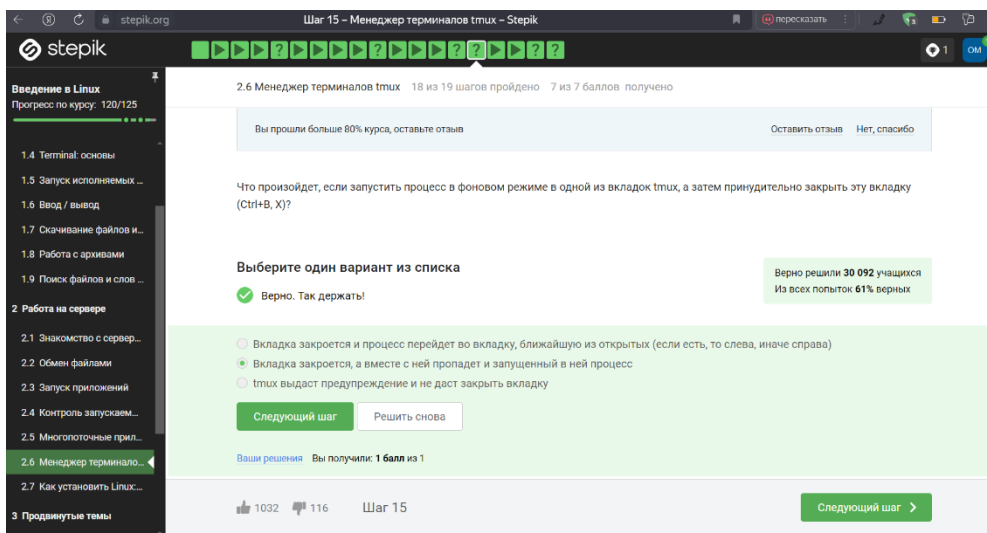 stepik.org
Шаг 15 – Менеджер терминалов tmux – Stepik
пересказать
stepik
1
ОМ
Введение в Linux
Прогресс по курсу: 120/125
2.6 Менеджер терминалов tmux 18 из 19 шагов пройдено 7 из 7 баллов получено
Вы прошли больше 80% курса, оставьте отзыв
Оставить отзыв Нет, спасибо
1.4 Terminal: основы
1.5 Запуск исполняемых ...
1.6 Ввод / вывод
1.7 Скачивание файлов и...
1.8 Работа с архивами
1.9 Поиск файлов и слов ...
2 Работа на сервере
2.1 Знакомство с сервер...
2.2 Обмен файлами
2.3 Запуск приложений
2.4 Контроль запускаем...
2.5 Многопоточные прил...
2.6 Менеджер терминало...
2.7 Как установить Linux:...
3 Продвинутые темы
Что произойдет, если запустить процесс в фоновом режиме в одной из вкладок tmux, а затем принудительно закрыть эту вкладку
(Ctrl+B, X)?
Выберите один вариант из списка
Верно. Так держать!
Верно решили 30 092 учащихся
Из всех попыток 61% верных
Вкладка закроется и процесс перейдет во вкладку, ближайшую из открытых (если есть, то слева, иначе справа)
Вкладка закроется, а вместе с ней пропадет и запущенный в ней процесс
tmux выдаст предупреждение и не даст закрыть вкладку
Следующий шаг
Решить снова
Ваши решения Вы получили: 1 балл из 1
1032 116 Шаг 15
Следующий шаг